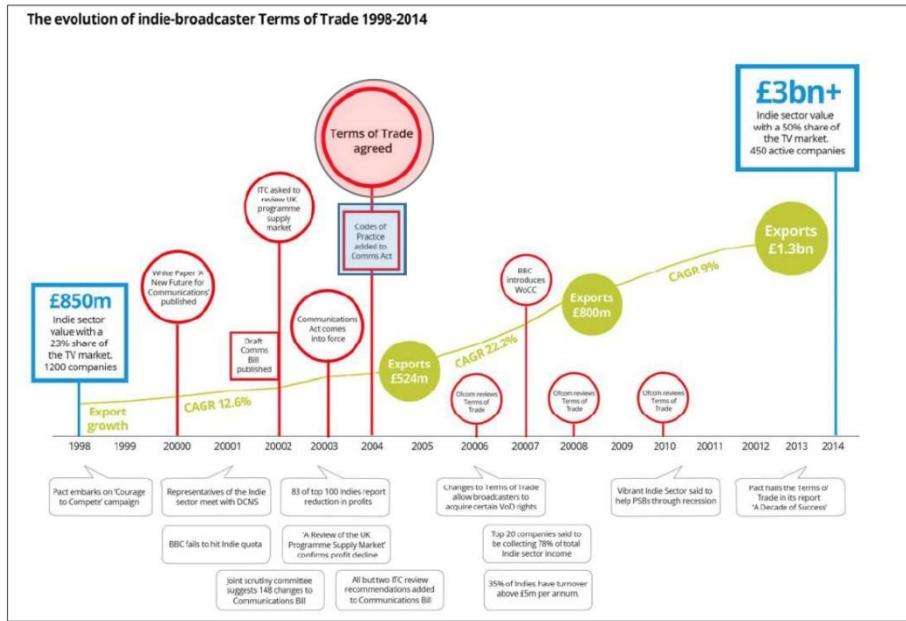 The evolution of indie-broadcaster Terms of Trade 1998-2014
£3bn+
Indie sector value
with a 50% share of
the TV market.
450 active companies
Terms of Trade
agreed
ITC asked to
review UK
programme
supply
market
Codes of
Practice
added to
Comms Act
White Paper 'A
New Future for
Communications'
published
BBC
introduces
WoCC
Exports
£1.3bn
CAGR 9%
£850m
Indie sector
value with a
23% share of
the TV market.
1200 companies
Exports
£800m
Communications
Act comes
into force
Draft
Comms
Bill
published
CAGR 22.2%
Exports
£524m
Export
growth
CAGR 12.6%
Ofcom reviews
Terms of
Trade
Ofcom reviews
Terms of
Trade
Ofcom reviews
Terms of
Trade
1998 1999 20000 20001 20002 20003 2004 2005 20006 20007 20008 2009 2010 20011 20012 2013 2014
Pact embarks on 'Courage
to Compete' campaign
Representatives of the Indie
sector meet with DCNS
83 of top 100 Indies report
reduction in profits
Changes to Terms of Trade
allow broadcasters to
acquire certain VoD rights
Vibrant Indie Sector said to
help PSBs through recession
Pact hails the Terms of
Trade in its report
'A Decade of Success'
BBC fails to hit Indie quota
'A Review of the UK
Programme Supply Market'
confirms profit decline
Top 20 companies said to
be collecting 78% of total
Indie sector income
Joint scrutiny committee
suggests 148 changes to
Communications Bill
All but two ITC review
recommendations added
to Communications Bill
35% of Indies have turnover
above £5m per annum.